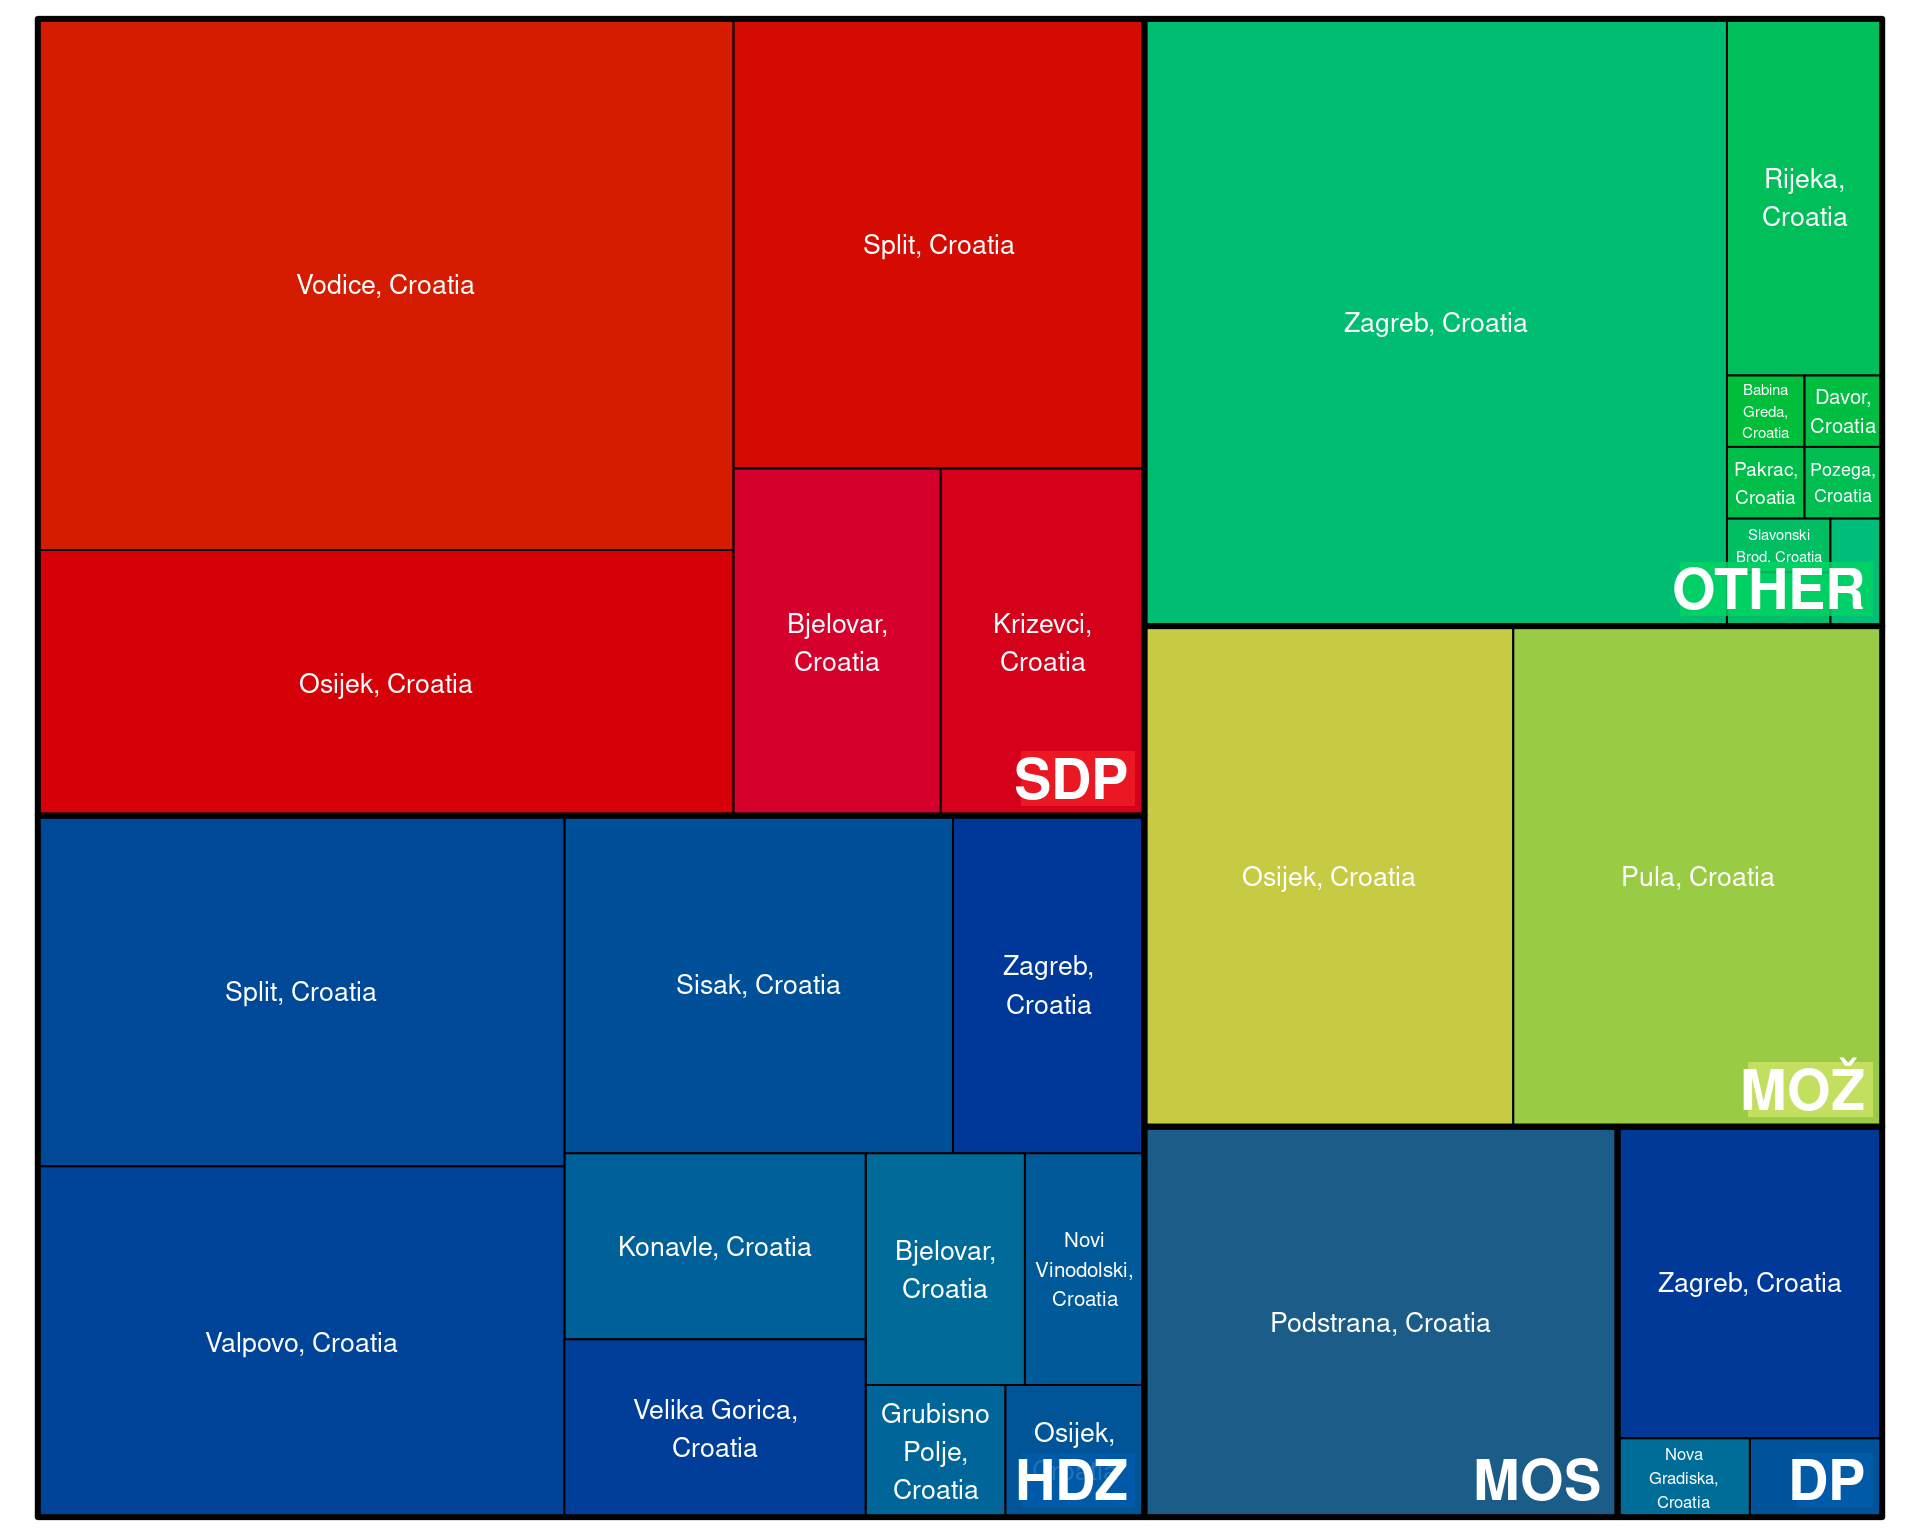 Vodice, Croatia
Split, Croatia
Osijek, Croatia
Bjelovar,
Croatia
Krizevci,
Croatia
SDP
Split, Croatia
Sisak, Croatia
Zagreb,
Croatia
Valpovo, Croatia
Konavle, Croatia
Velika Gorica,
Croatia
Bjelovar,
Croatia
Novi
Vinodolski,
Croatia
Grubisno
Polje,
Croatia
Osijek,
HDZ
Zagreb, Croatia
Rijeka,
Croatia
Babina
Greda,
Croatia
Davor,
Croatia
Pakrac,
Croatia
Pozega,
Croatia
Slavonski
Brod, Croatia
OTHER
Osijek, Croatia
Pula, Croatia
MOŽ
Podstrana, Croatia
MOS
Zagreb, Croatia
Nova
Gradiska,
Croatia
DP